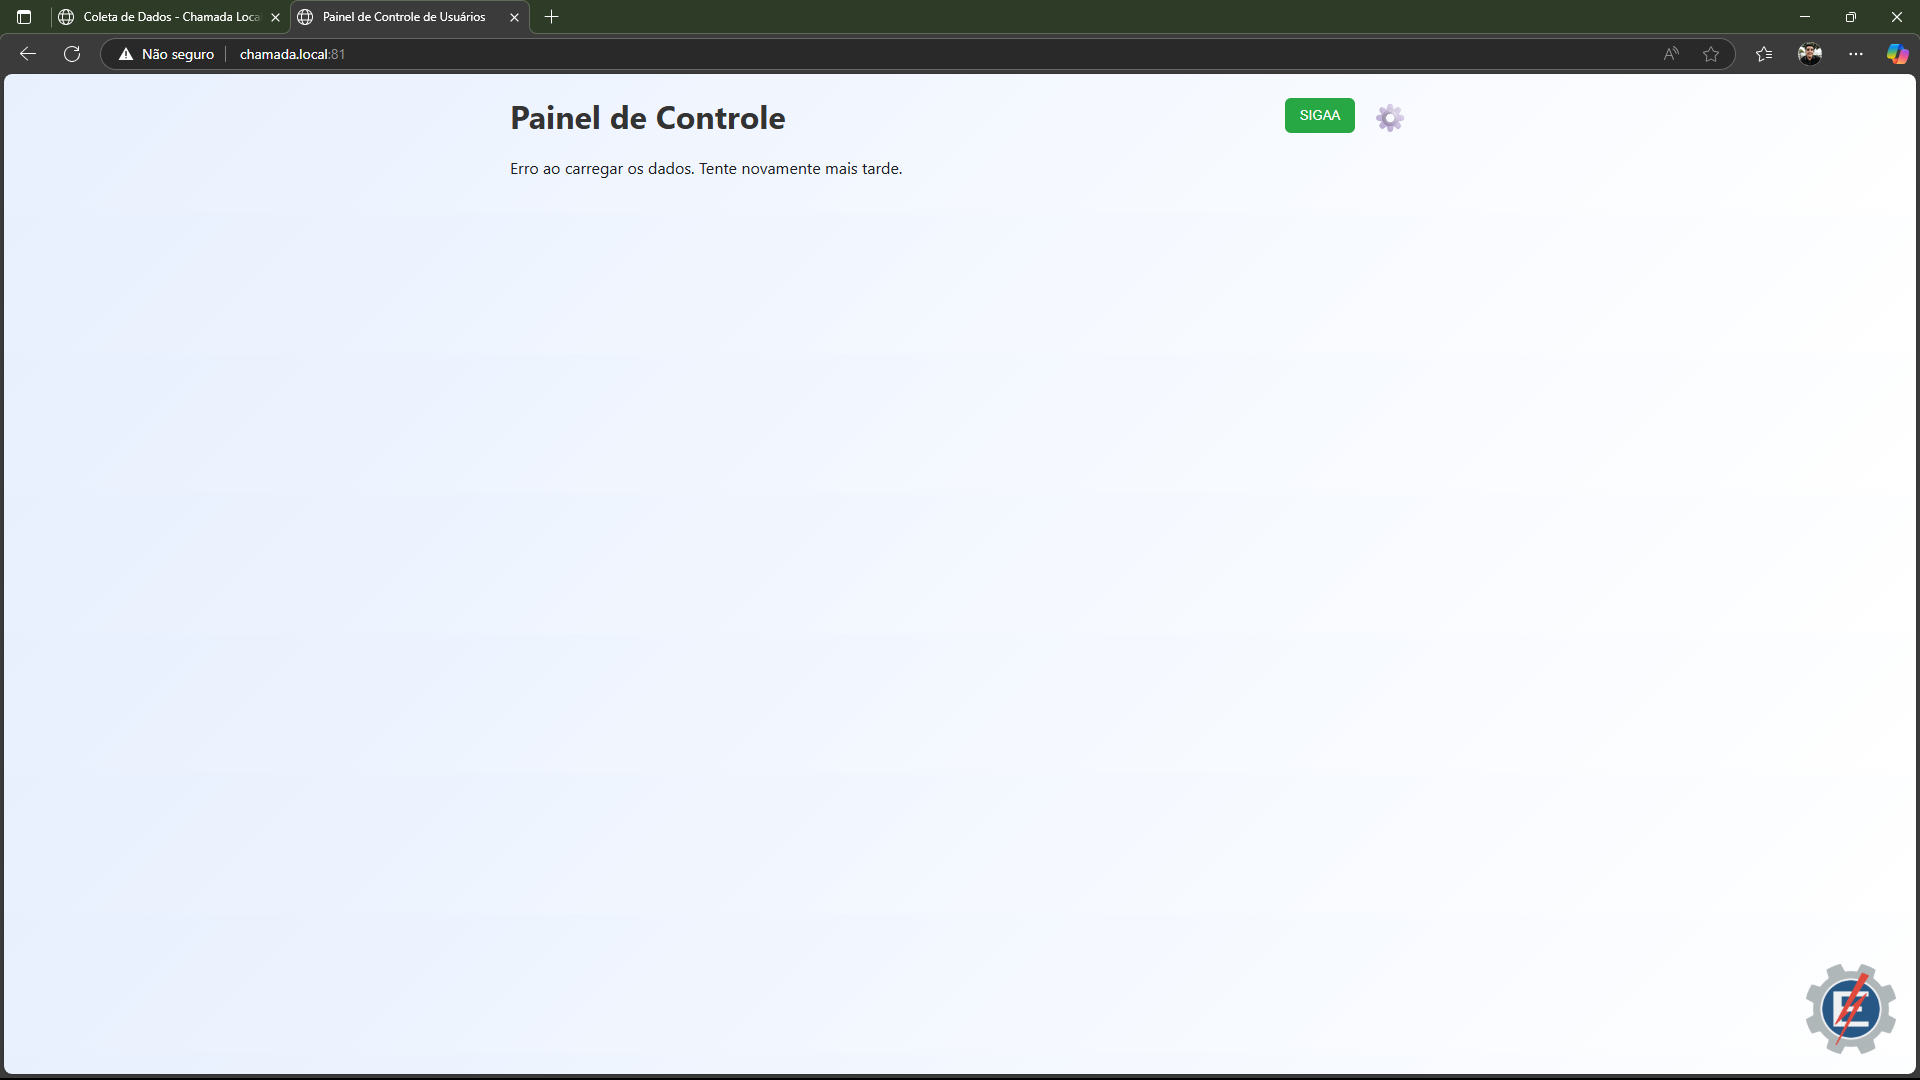 Coleta de Dados - Chamada Loca
Painel de Controle de Usuários
Não seguro
chamada.local:81
Painel de Controle
SIGAA
Erro ao carregar os dados. Tente novamente mais tarde.
E